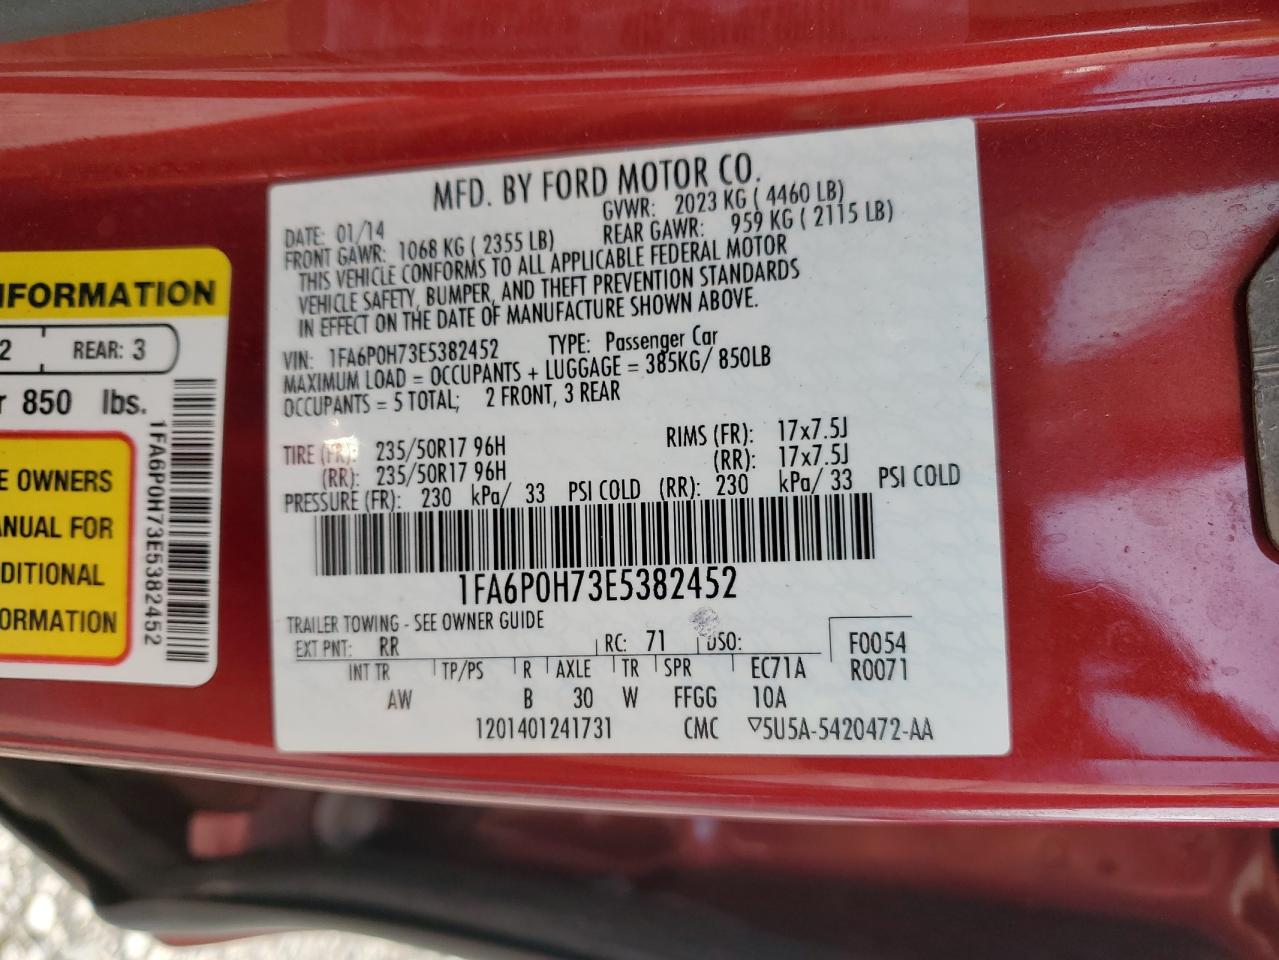 MFD. BY FORD MOTOR CO.
DATE: 01/14 GVWR: 2023 KG ( 4460 LB)
FRONT GAWR: 1068 KG ( 2355 LB) REAR GAWR: 959 KG ( 2115 LB)
THIS VEHICLE CONFORMS TO ALL APPLICABLE FEDERAL MOTOR
VEHICLE SAFETY, BUMPER, AND THEFT PREVENTION STANDARDS
IN EFFECT ON THE DATE OF MANUFACTURE SHOWN ABOVE.
VIN: 1FA6P0H73E5382452 TYPE: Passenger Car
MAXIMUM LOAD = OCCUPANTS + LUGGAGE = 385KG/ 850LB
OCCUPANTS = 5 TOTAL; 2 FRONT, 3 REAR
TIRE (FR): 235/50R17 96H RIMS (FR): 17x7.5J
(RR): 235/50R17 96H (RR): 17x7.5J
PRESSURE (FR): 230 kPa/ 33 PSI COLD (RR): 230 kPa/ 33 PSI COLD
1FA6P0H73E5382452
TRAILER TOWING - SEE OWNER GUIDE
EXT PNT: RR RC: 71 DSO: F0054
INT TR TP/PS R AXLE TR SPR EC71A R0071
AW B 30 W FFGG 10A
1201401241731 CMC ▽5U5A-5420472-AA
NFORMATION
2 REAR: 3
r 850 lbs.
E OWNERS
ANUAL FOR
DITIONAL
ORMATION
1FA6P0H73E5382452